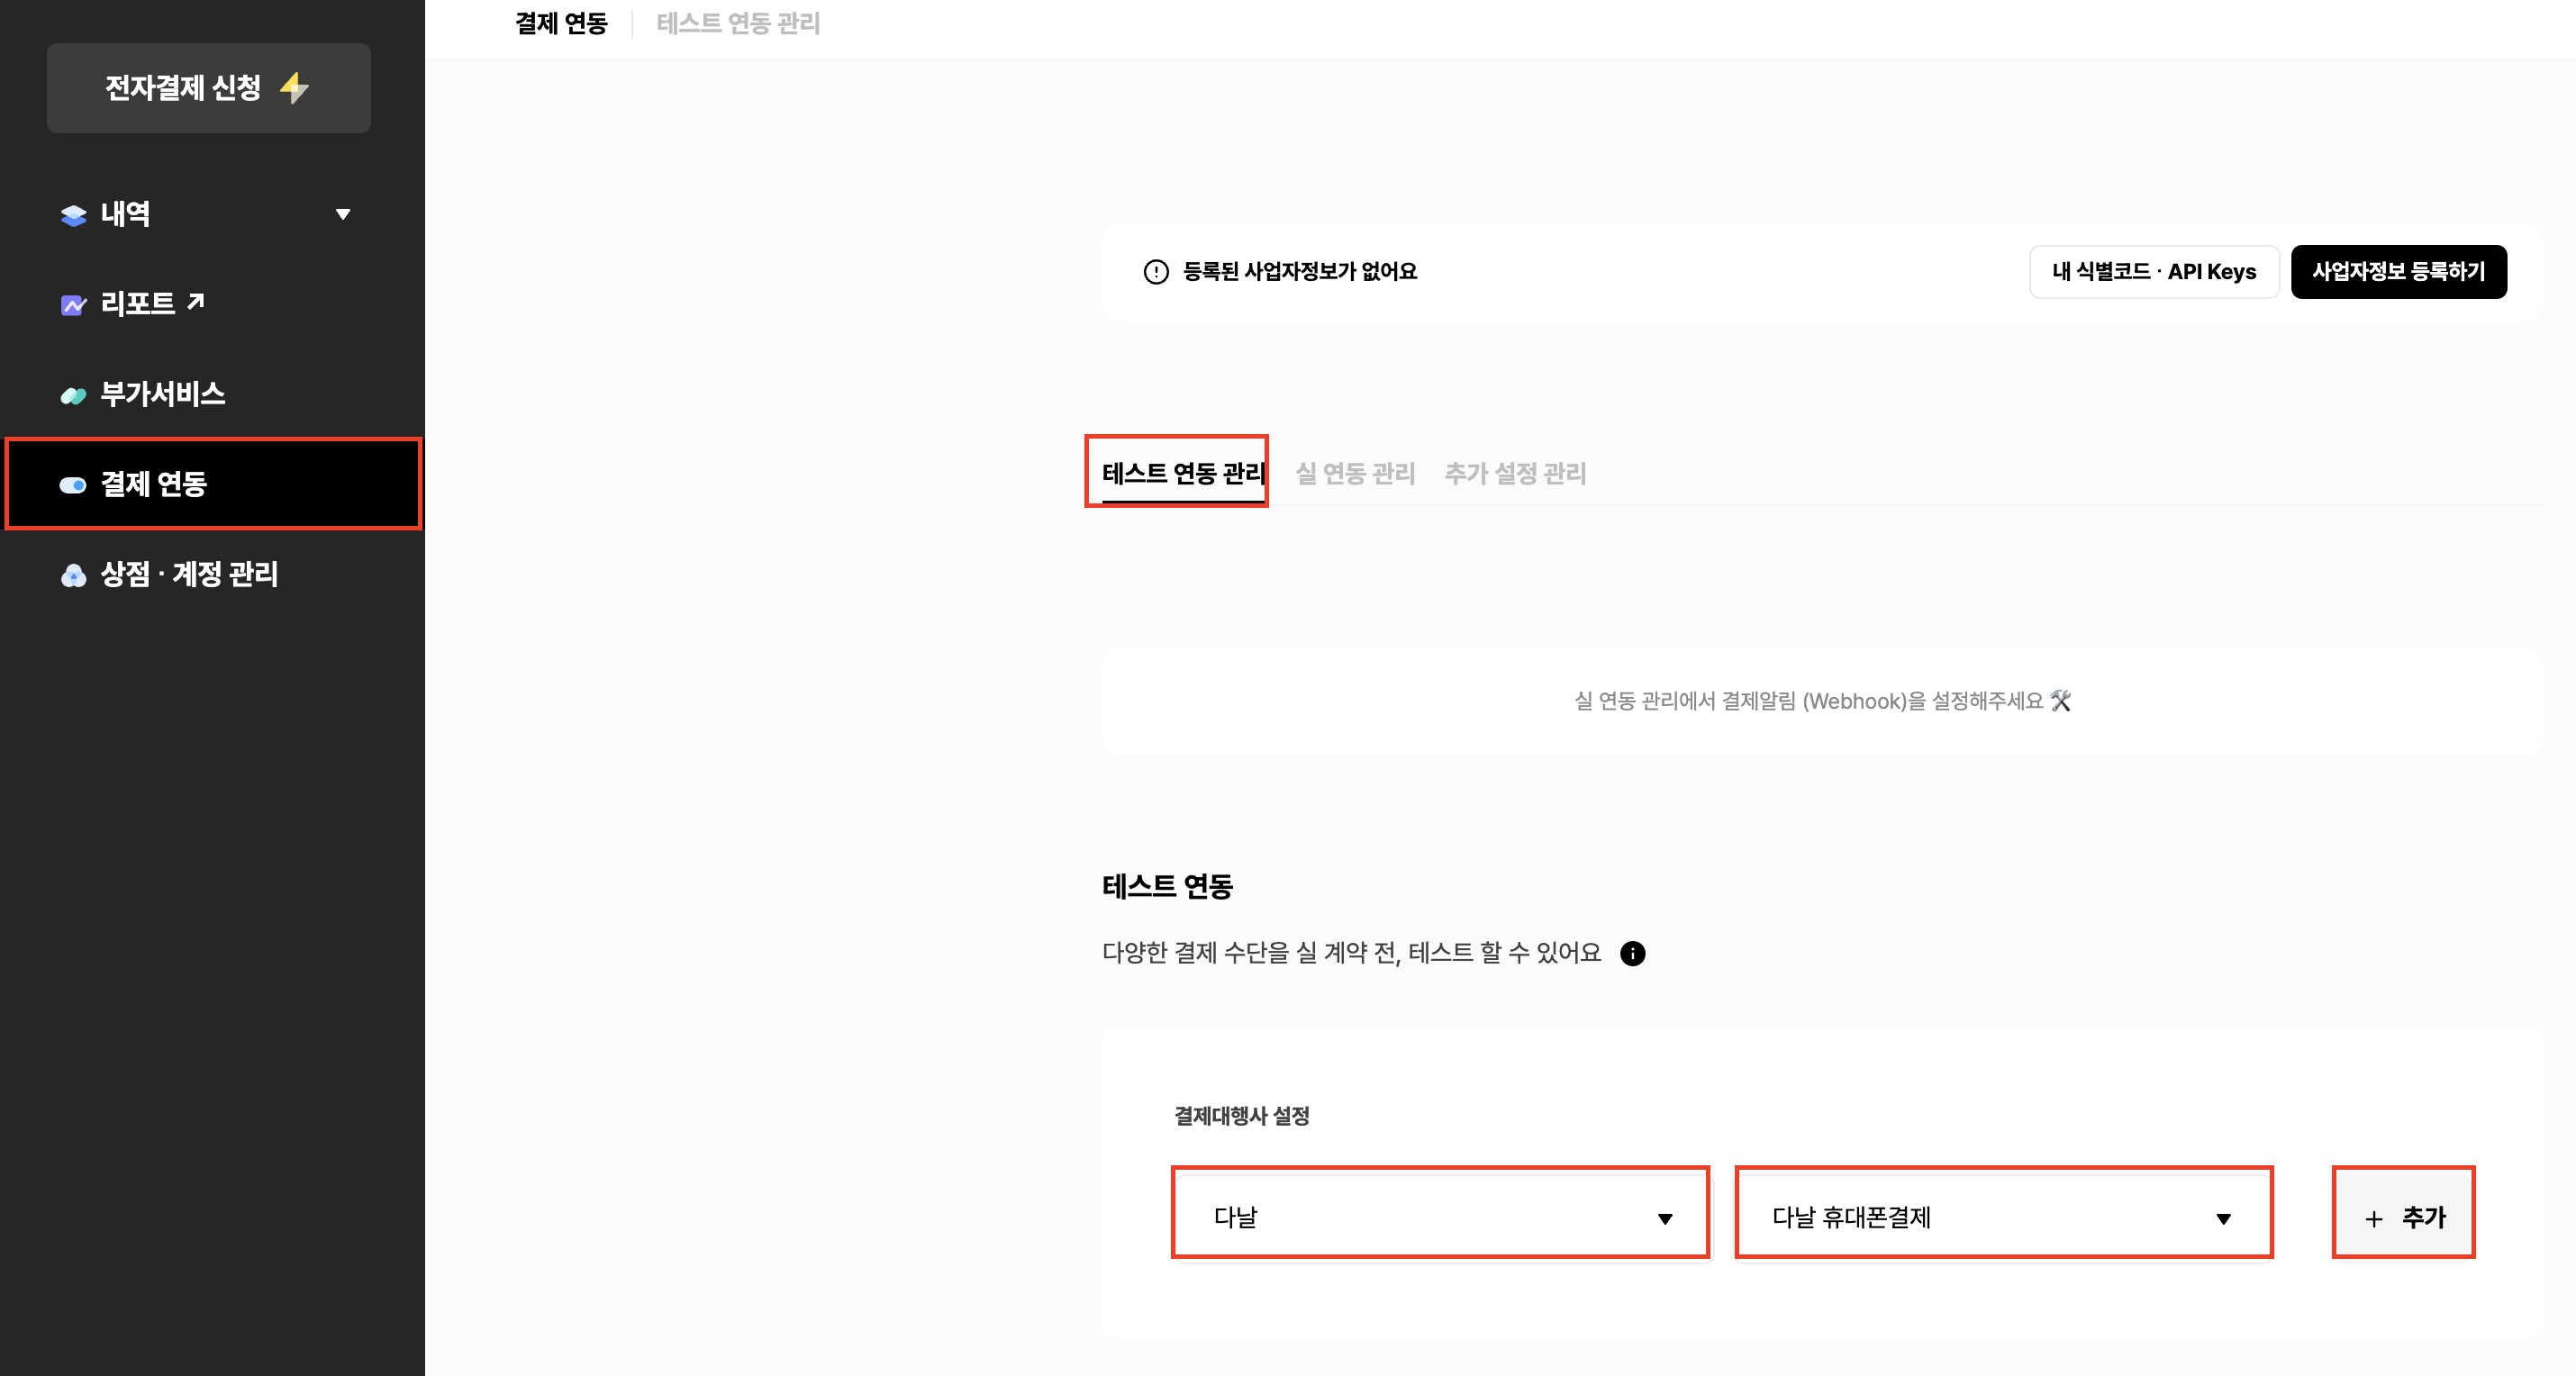 전자결제 신청
내역
리포트
부가서비스
결제 연동
상점 · 계정 관리
결제 연동 테스트 연동 관리
등록된 사업자정보가 없어요 내 식별코드 · API Keys 사업자정보 등록하기
테스트 연동 관리 실 연동 관리 추가 설정 관리
실 연동 관리에서 결제알림 (Webhook)을 설정해주세요
테스트 연동
다양한 결제 수단을 실 계약 전, 테스트 할 수 있어요
결제대행사 설정
다날 다날 휴대폰결제 + 추가